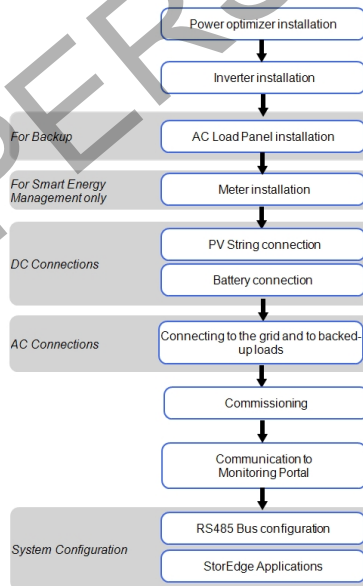 Power optimizer installation
Inverter installation
For Backup
AC Load Panel installation
For Smart Energy
Management only
Meter installation
DC Connections
PV String connection
Battery connection
AC Connections
Connecting to the grid and to backed-
up loads
Commissioning
Communication to
Monitoring Portal
System Configuration
RS485 Bus configuration
StorEdge Applications